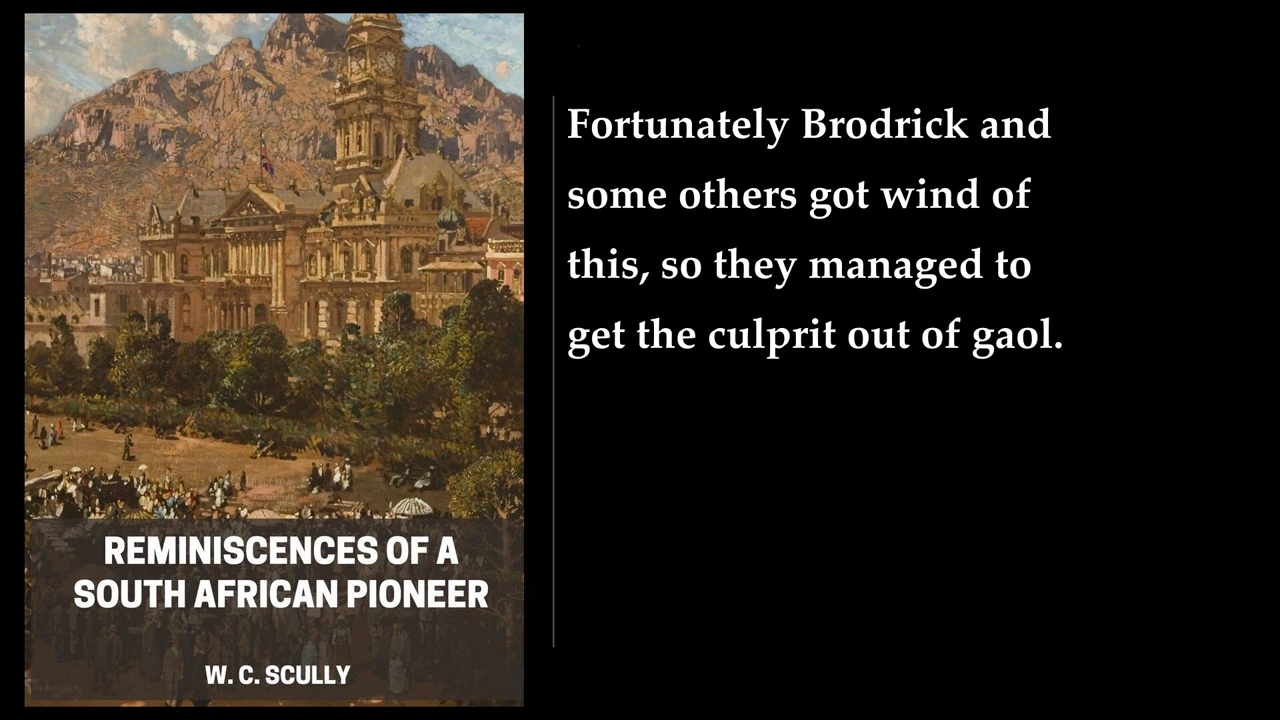 Fortunately Brodrick and
some others got wind of
this, so they managed to
get the culprit out of gaol.
REMINISCENCES OF A
SOUTH AFRICAN PIONEER
W. C. SCULLY